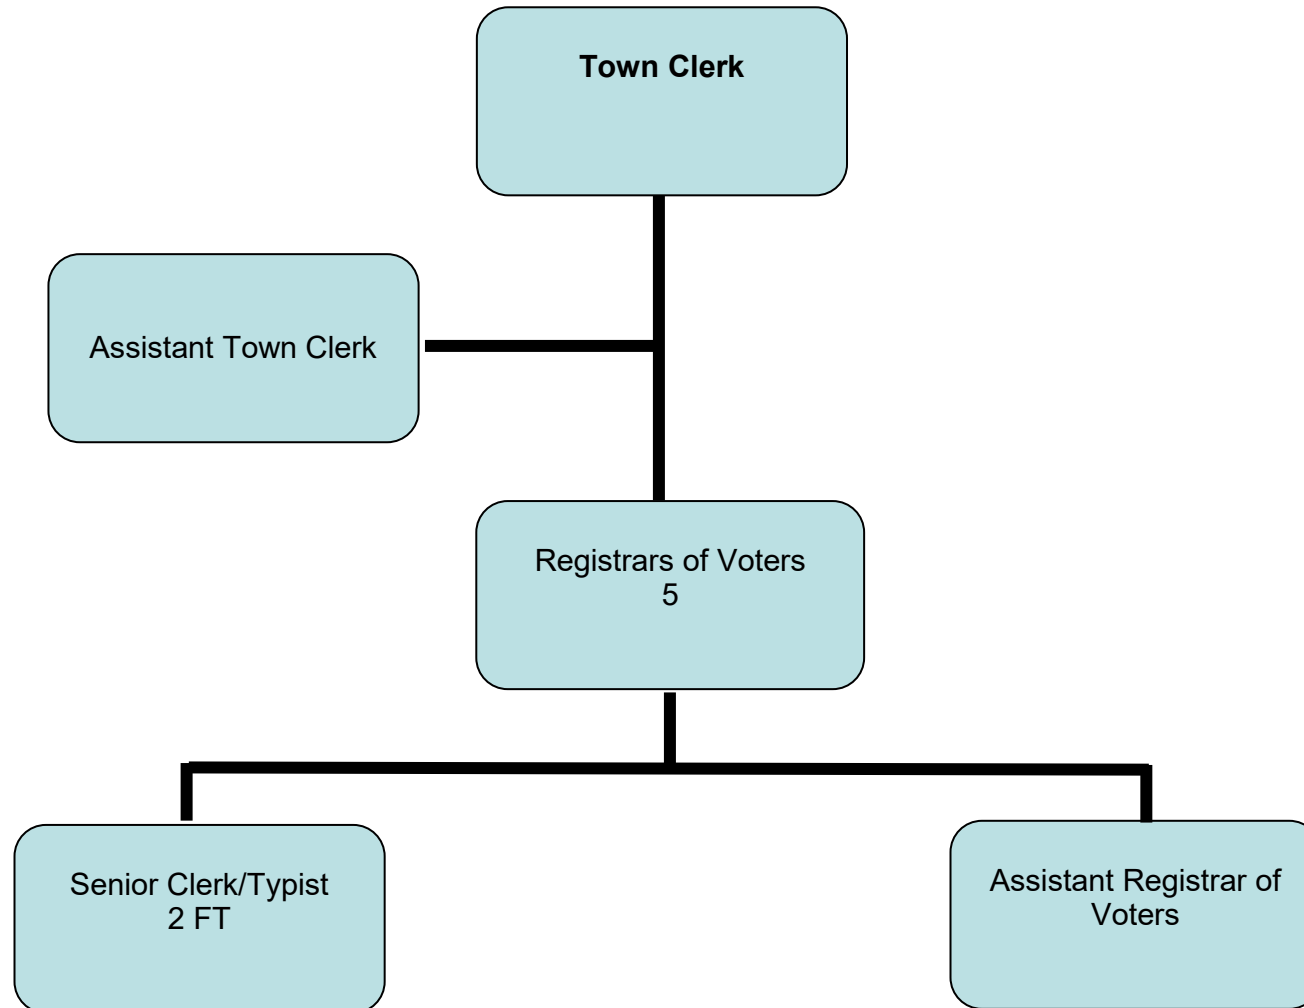 Town Clerk
Assistant Town Clerk
Registrars of Voters
5
Senior Clerk/Typist
2 FT
Assistant Registrar of
Voters